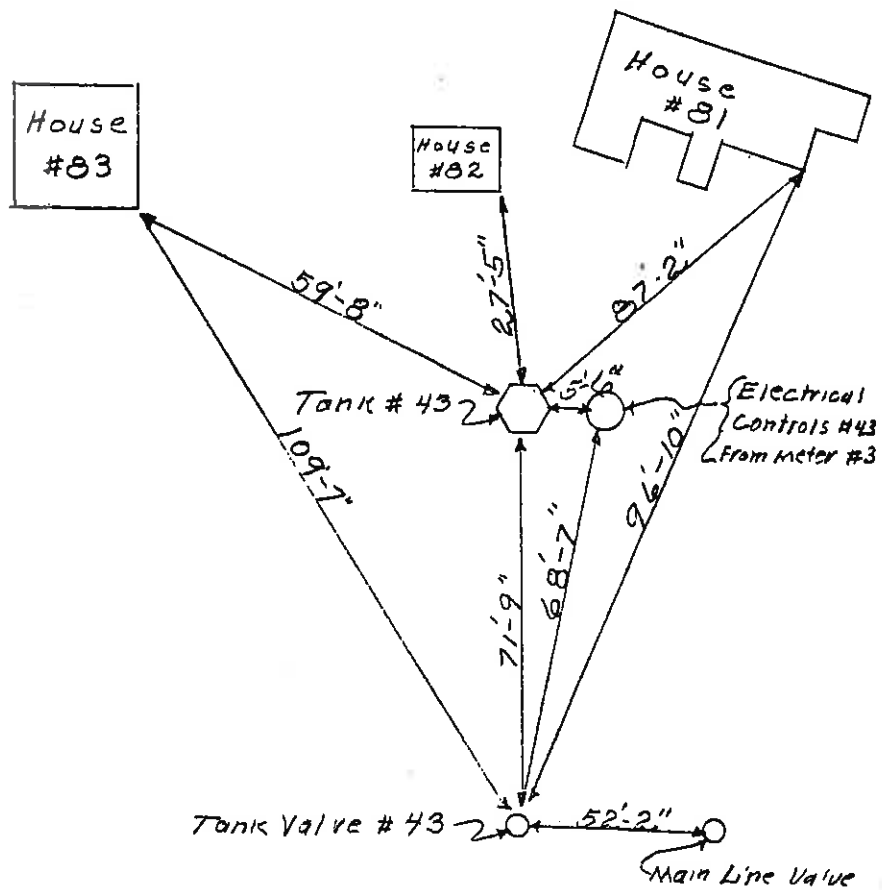 House
#83
House
#82
House
#81
59'-8"
27'-5"
87'-2"
Tank # 43
5'-6"
Electrical
Controls #43
From Meter #3
109'-7"
96'-10"
71'-9"
68'-7"
Tank Valve # 43
52'-2"
Main Line Valve